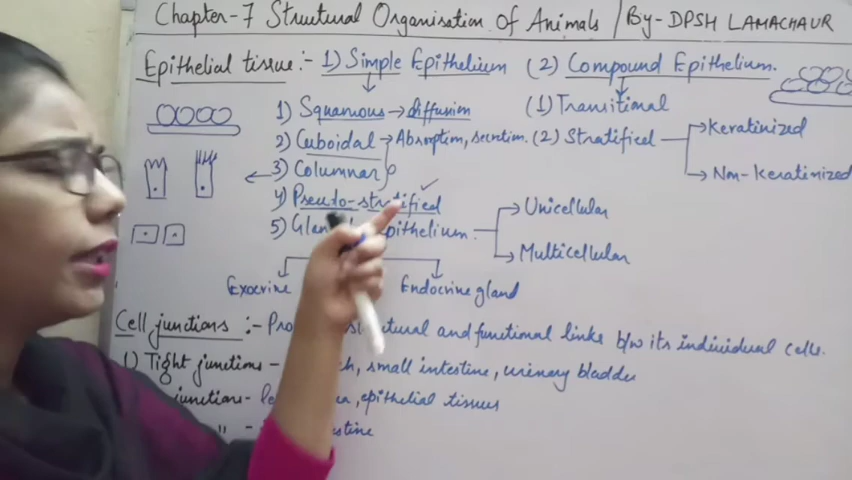 Chapter-7 Structural Organisation of Animals / By- DPSH LAMACHAUR
Epithelial tissue:- 1) Simple Epithelium (2) Compound Epithelium.
1) Squamous → diffusion (1) Transitional
2) Cuboidal → Absorption, secretion. (2) Stratified → Keratinized
3) Columnar → Non-Keratinized
4) Pseudo-stratified ✓
5) epithelium. → Unicellular
→ Multicellular
Exocrine Endocrine gland
Cell junctions :- and functional links b/w its individual cells.
1) Tight junctions - small intestine, urinary bladder
junctions- epithelial tissues
"